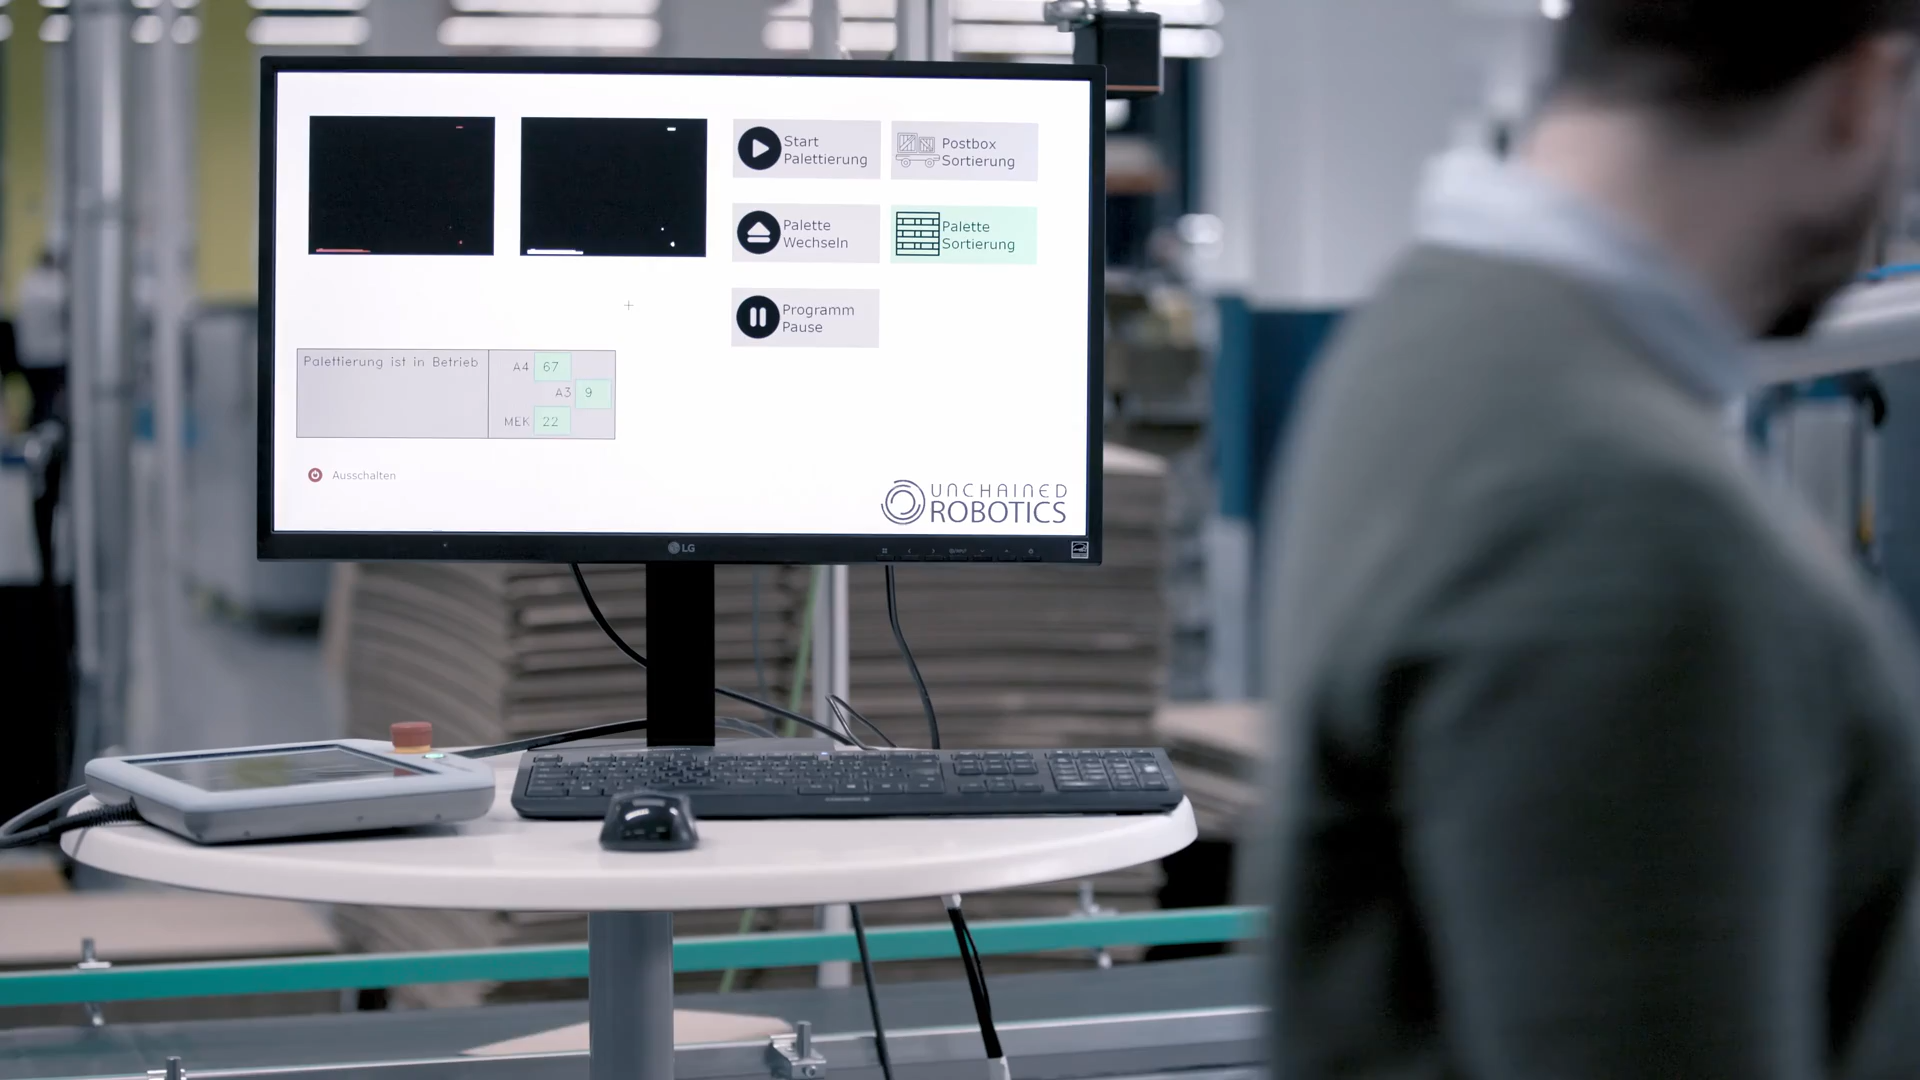 Start
Palettierung
Postbox
Sortierung
Palette
Wechseln
Palette
Sortierung
Programm
Pause
Palettierung ist in Betrieb
A4 67
A3 9
MEK 22
Ausschalten
UNCHAINED
ROBOTICS
LG